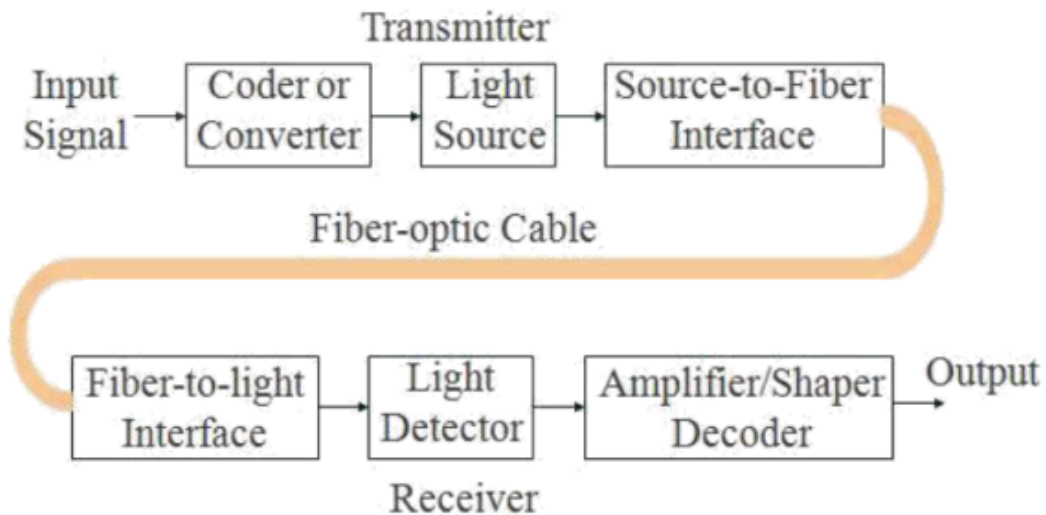 Transmitter
Input
Signal
Coder or
Converter
Light
Source
Source-to-Fiber
Interface
Fiber-optic Cable
Fiber-to-light
Interface
Light
Detector
Amplifier/Shaper
Decoder
Output
Receiver